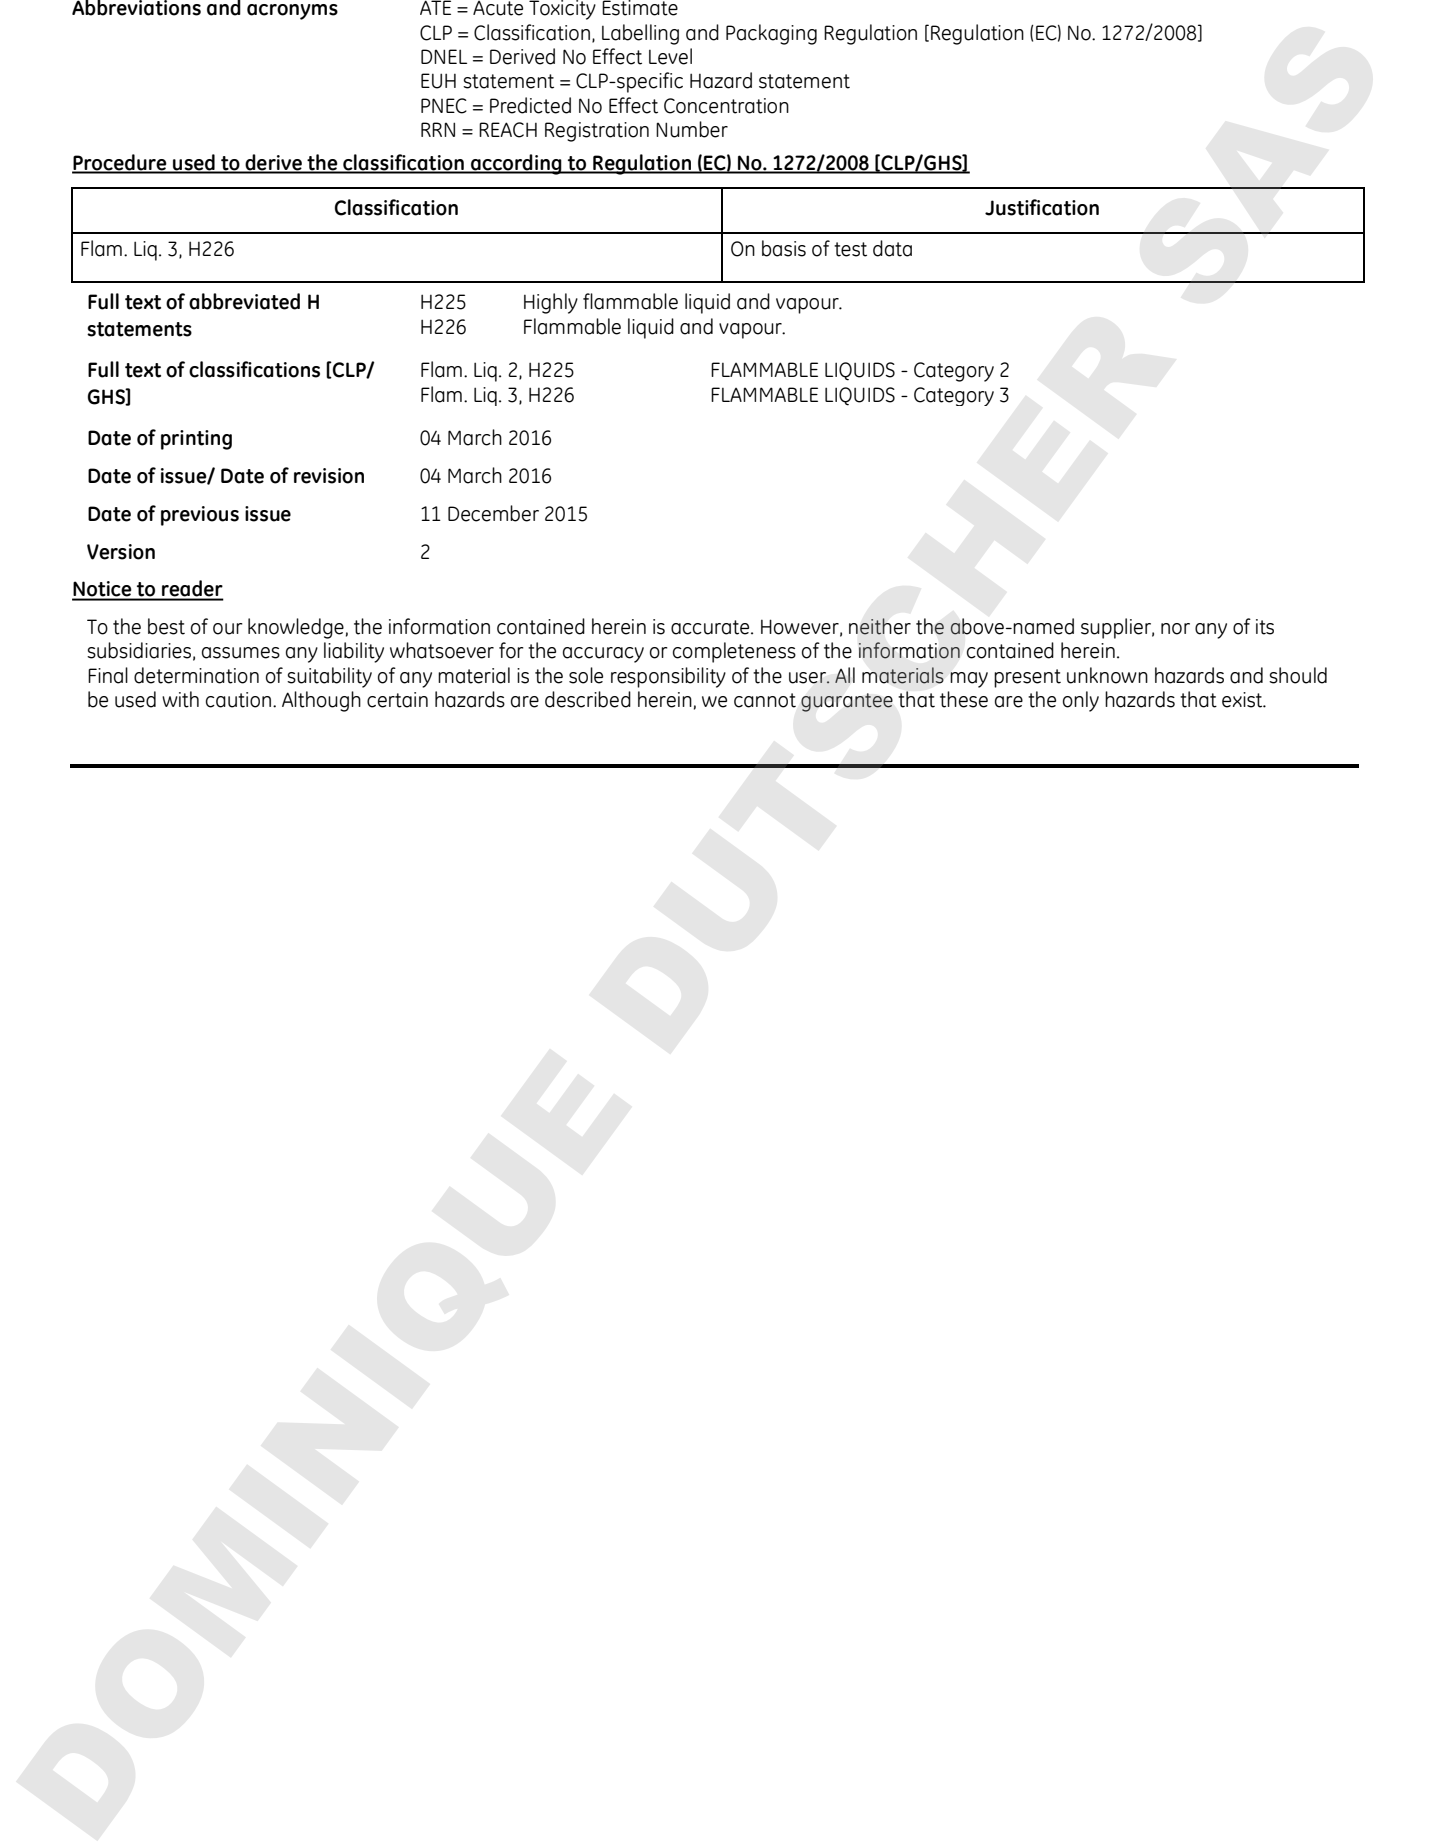 Abbreviations and acronyms ATE = Acute Toxicity Estimate
CLP = Classification, Labelling and Packaging Regulation [Regulation (EC) No. 1272/2008]
DNEL = Derived No Effect Level
EUH statement = CLP-specific Hazard statement
PNEC = Predicted No Effect Concentration
RRN = REACH Registration Number
Procedure used to derive the classification according to Regulation (EC) No. 1272/2008 [CLP/GHS]
Classification Justification
Flam. Liq. 3, H226 On basis of test data
Full text of abbreviated H statements
H225 Highly flammable liquid and vapour.
H226 Flammable liquid and vapour.
Full text of classifications [CLP/
GHS]
Flam. Liq. 2, H225 FLAMMABLE LIQUIDS - Category 2
Flam. Liq. 3, H226 FLAMMABLE LIQUIDS - Category 3
Date of printing 04 March 2016
Date of issue/ Date of revision 04 March 2016
Date of previous issue 11 December 2015
Version 2
Notice to reader
To the best of our knowledge, the information contained herein is accurate. However, neither the above-named supplier, nor any of its
subsidiaries, assumes any liability whatsoever for the accuracy or completeness of the information contained herein.
Final determination of suitability of any material is the sole responsibility of the user. All materials may present unknown hazards and should
be used with caution. Although certain hazards are described herein, we cannot guarantee that these are the only hazards that exist.
DOMINIQUE DUTSCHER SAS